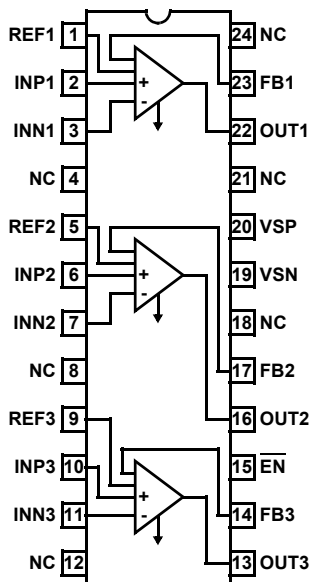 REF1 1 24 NC
INP1 2 + 23 FB1
INN1 3 - 22 OUT1
NC 4 21 NC
REF2 5 20 VSP
INP2 6 + 19 VSN
INN2 7 - 18 NC
NC 8 17 FB2
REF3 9 16 OUT2
INP3 10 15 E̅N̅
INN3 11 + - 14 FB3
NC 12 13 OUT3